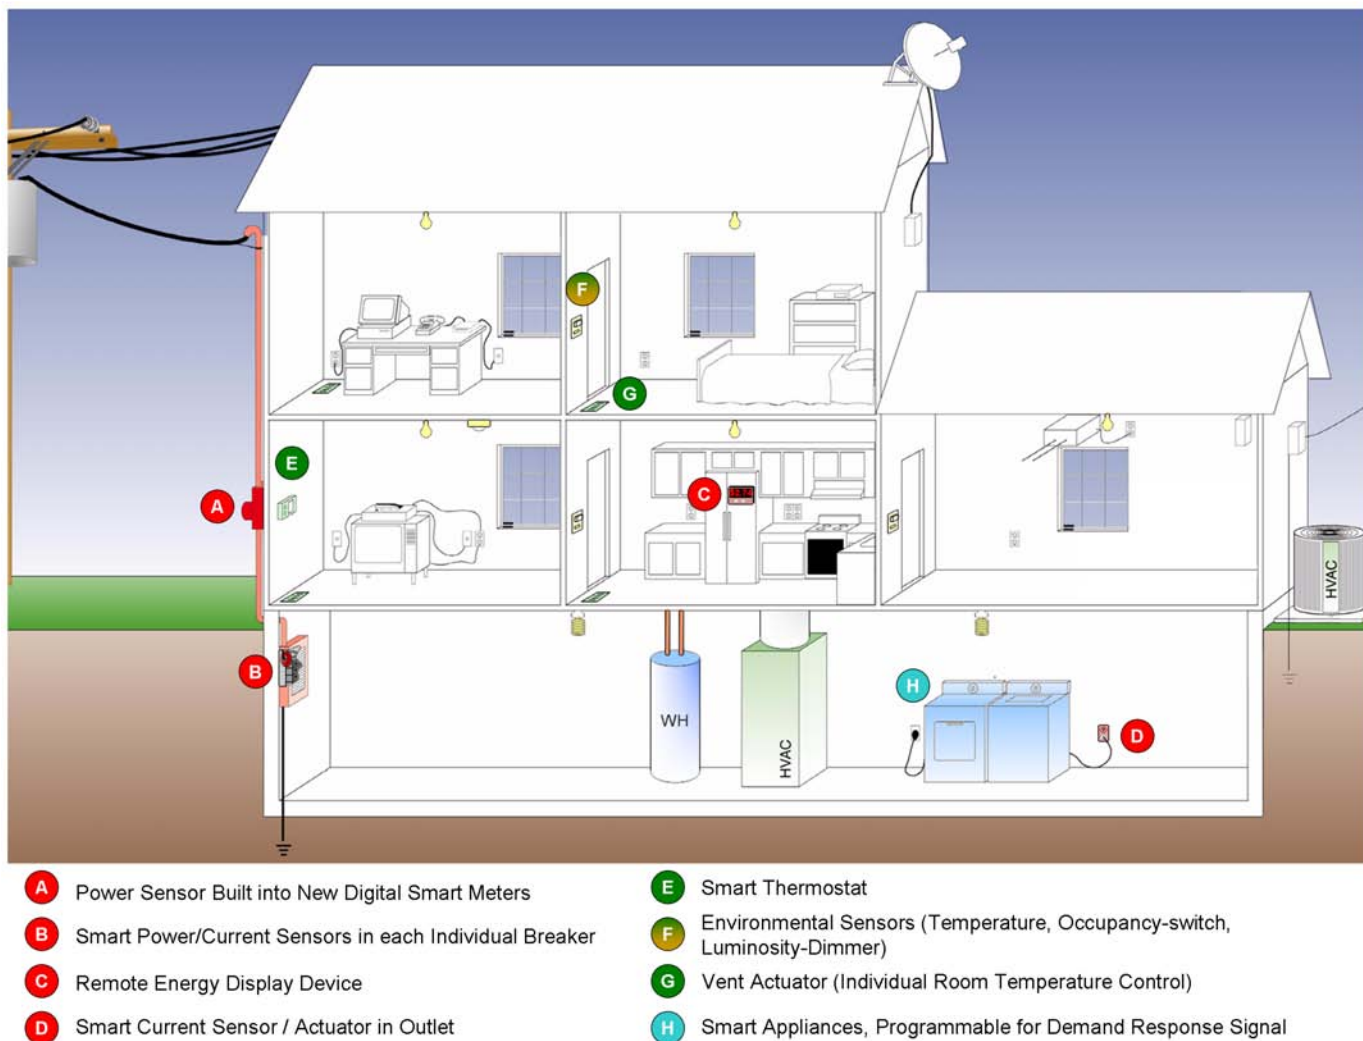 F
G
E
A
C
HVAC
B
WH
HVAC
H
D
A Power Sensor Built into New Digital Smart Meters
B Smart Power/Current Sensors in each Individual Breaker
C Remote Energy Display Device
D Smart Current Sensor / Actuator in Outlet
E Smart Thermostat
F Environmental Sensors (Temperature, Occupancy-switch,
Luminosity-Dimmer)
G Vent Actuator (Individual Room Temperature Control)
H Smart Appliances, Programmable for Demand Response Signal